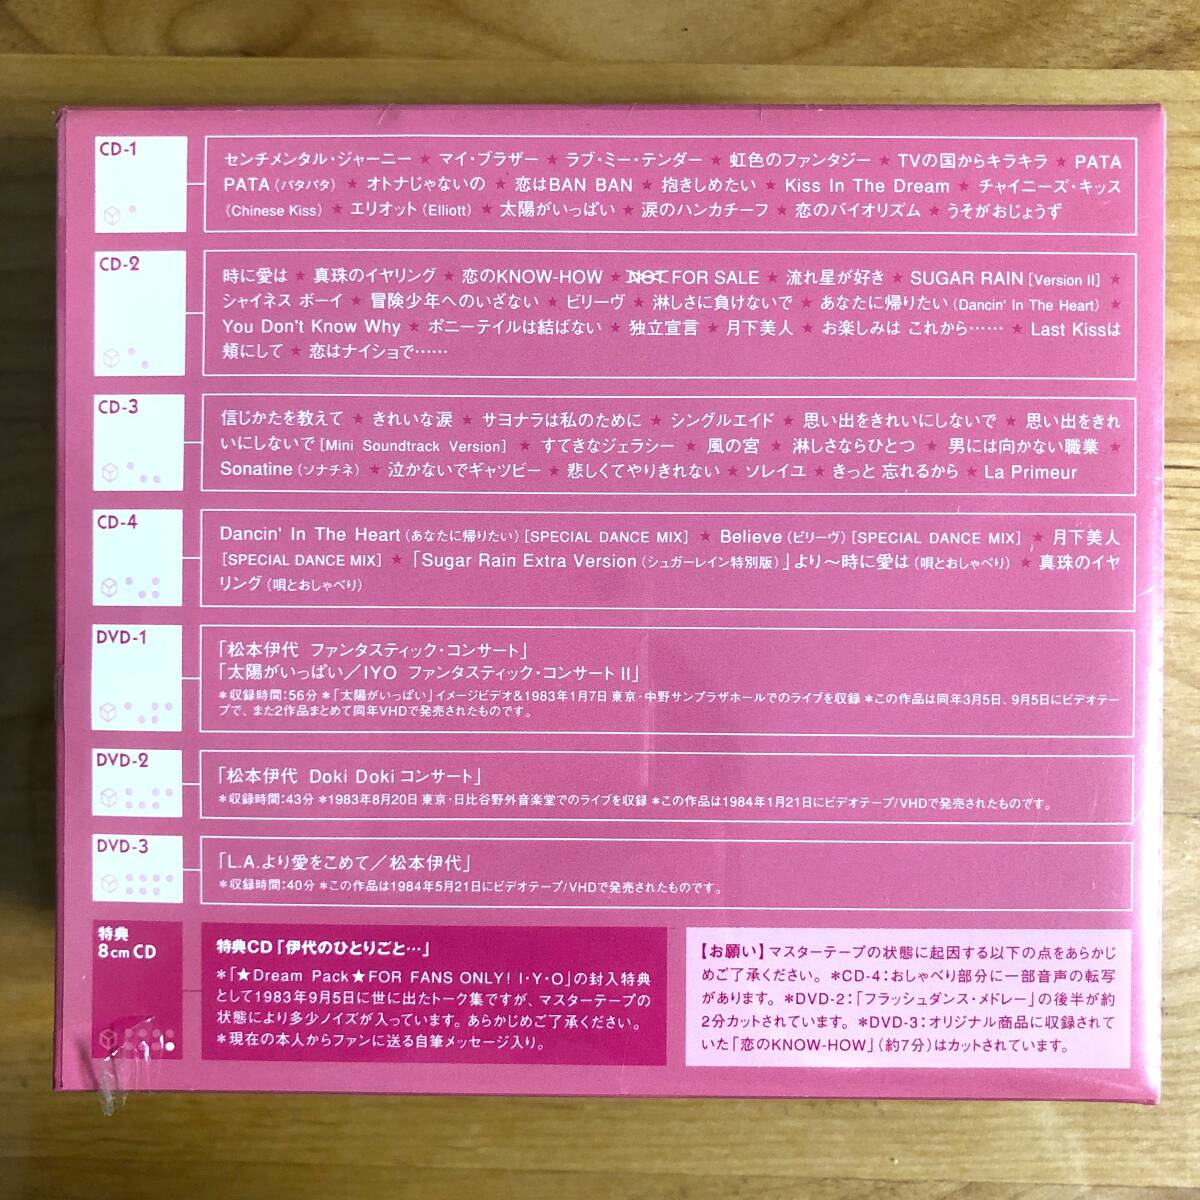 CD-1
センチメンタル・ジャーニー ★ マイ・ブラザー ★ ラブ・ミー・テンダー ★ 虹色のファンタジー ★ TVの国からキラキラ ★ PATA
PATA(パタパタ) ★ オトナじゃないの ★ 恋はBAN BAN ★ 抱きしめたい ★ Kiss In The Dream ★ チャイニーズ・キッス
(Chinese Kiss) ★ エリオット(Elliott) ★ 太陽がいっぱい ★ 涙のハンカチーフ ★ 恋のバイオリズム ★ うそがおじょうず
CD-2
時に愛は ★ 真珠のイヤリング ★ 恋のKNOW-HOW ★ NOT FOR SALE ★ 流れ星が好き ★ SUGAR RAIN [Version II] ★
シャイネス ボーイ ★ 冒険少年へのいざない ★ ビリーヴ ★ 淋しさに負けないで ★ あなたに帰りたい(Dancin' In The Heart) ★
You Don't Know Why ★ ポニーテイルは結ばない ★ 独立宣言 ★ 月下美人 ★ お楽しみは これから…… ★ Last Kissは
頬にして ★ 恋はナイショで……
CD-3
信じかたを教えて ★ きれいな涙 ★ サヨナラは私のために ★ シングルエイド ★ 思い出をきれいにしないで ★ 思い出をきれ
いにしないで [Mini Soundtrack Version] ★ すてきなジェラシー ★ 風の宮 ★ 淋しさならひとつ ★ 男には向かない職業 ★
Sonatine(ソナチネ) ★ 泣かないでギャツビー ★ 悲しくてやりきれない ★ ソレイユ ★ きっと 忘れるから ★ La Primeur
CD-4
Dancin' In The Heart(あなたに帰りたい)[SPECIAL DANCE MIX] ★ Believe(ビリーヴ)[SPECIAL DANCE MIX] ★ 月下美人
[SPECIAL DANCE MIX] ★ 「Sugar Rain Extra Version(シュガーレイン特別版)」より〜時に愛は(唄とおしゃべり) ★ 真珠のイヤ
リング(唄とおしゃべり)
DVD-1
「松本伊代 ファンタスティック・コンサート」
「太陽がいっぱい/IYO ファンタスティック・コンサート II」
＊収録時間:56分 ＊「太陽がいっぱい」イメージビデオ&1983年1月7日 東京・中野サンプラザホールでのライブを収録 ＊この作品は同年3月5日、9月5日にビデオテー
プで、また2作品まとめて同年VHDで発売されたものです。
DVD-2
「松本伊代 Doki Doki コンサート」
＊収録時間:43分 ＊1983年8月20日 東京・日比谷野外音楽堂でのライブを収録 ＊この作品は1984年1月21日にビデオテープ/VHDで発売されたものです。
DVD-3
「L.A.より愛をこめて/松本伊代」
＊収録時間:40分 ＊この作品は1984年5月21日にビデオテープ/VHDで発売されたものです。
特典
8cm CD
特典CD「伊代のひとりごと…」
＊「★Dream Pack★FOR FANS ONLY! I・Y・O」の封入特典
として1983年9月5日に世に出たトーク集ですが、マスターテープの
状態により多少ノイズが入っています。あらかじめご了承ください。
＊現在の本人からファンに送る自筆メッセージ入り。
【お願い】マスターテープの状態に起因する以下の点をあらかじ
めご了承ください。 ＊CD-4:おしゃべり部分に一部音声の転写
があります。 ＊DVD-2:「フラッシュダンス・メドレー」の後半が約
2分カットされています。 ＊DVD-3:オリジナル商品に収録されて
いた「恋のKNOW-HOW」(約7分)はカットされています。